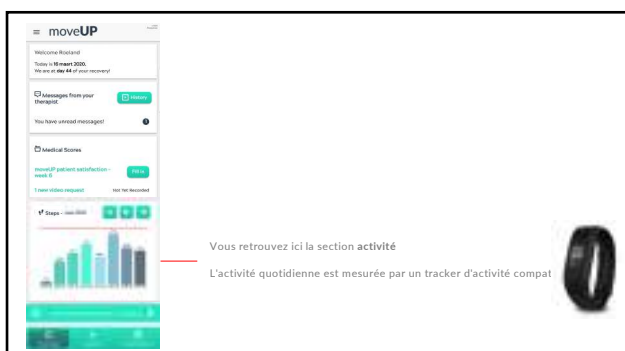 moveUP
Welcome Roeland
Today is 16 maart 2020.
We are at day 44 of your recovery!
Messages from your
therapist
History
You have unread messages!
Medical Scores
moveUP patient satisfaction -
week 6
Fill in
1 new video request
Not Yet Recorded
Steps -
Vous retrouvez ici la section activité
L'activité quotidienne est mesurée par un tracker d'activité compat